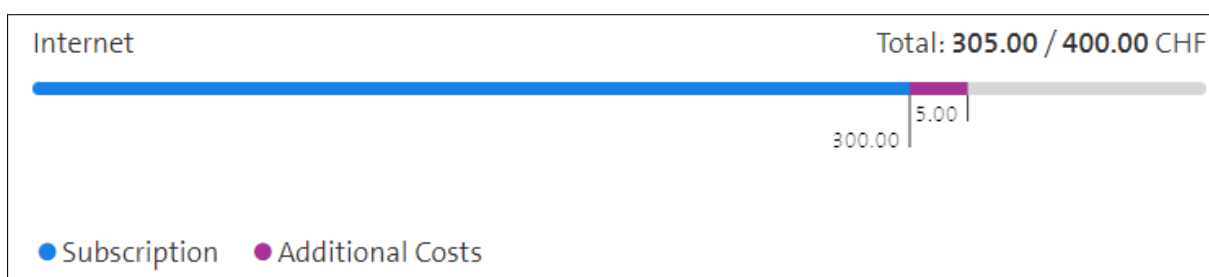 Internet
Total: 305.00 / 400.00 CHF
5.00
300.00
Subscription
Additional Costs